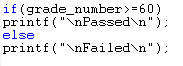 if(grade_number>=60)
printf("\nPassed\n");
else
printf("\nFailed\n");